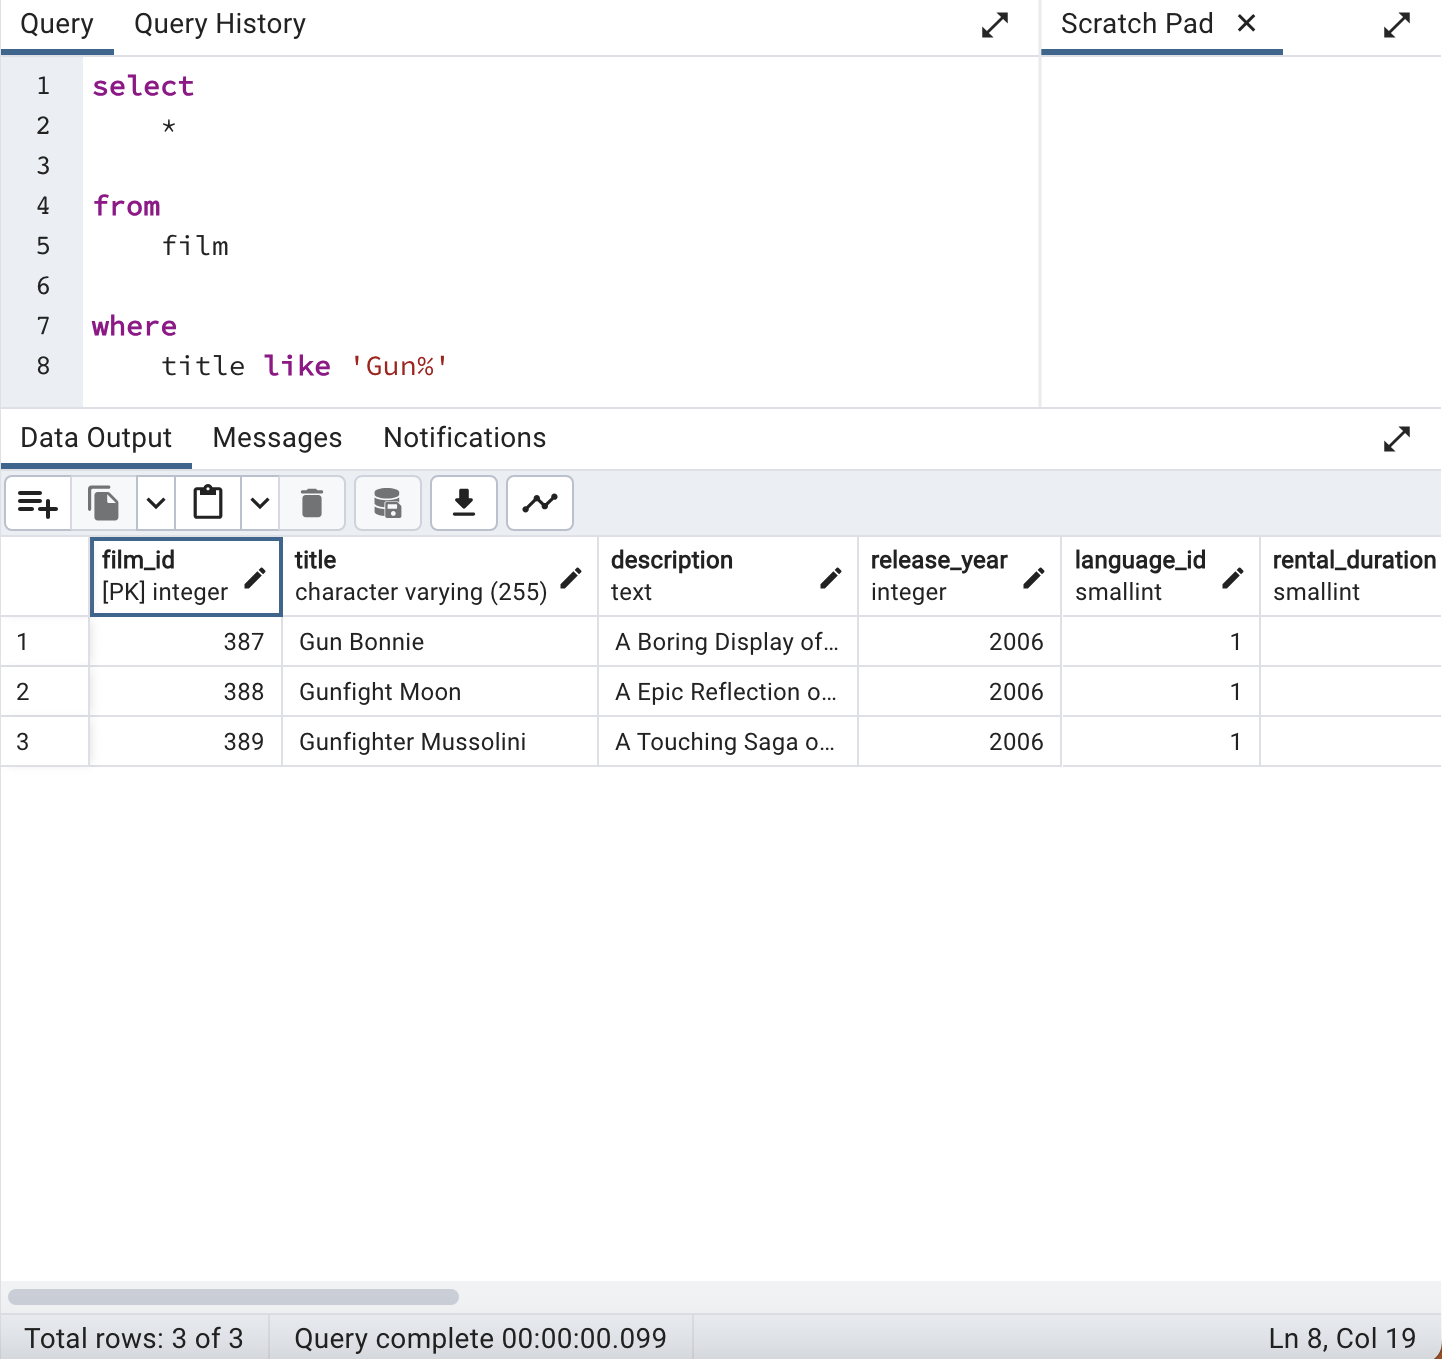 Query Query History Scratch Pad
1 select
2 *
3
4 from
5 film
6
7 where
8 title like 'Gun%'
Data Output Messages Notifications
film_id title description release_year language_id rental_duration
[PK] integer character varying (255) text integer smallint smallint
1 387 Gun Bonnie A Boring Display of... 2006 1
2 388 Gunfight Moon A Epic Reflection o... 2006 1
3 389 Gunfighter Mussolini A Touching Saga o... 2006 1
Total rows: 3 of 3 Query complete 00:00:00.099 Ln 8, Col 19